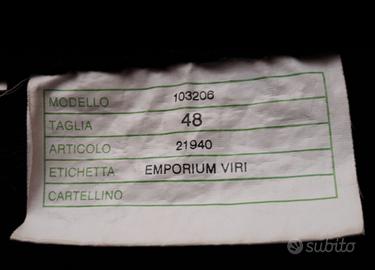 MODELLO 103206
TAGLIA 48
ARTICOLO 21940
ETICHETTA EMPORIUM VIRI
CARTELLINO
subito